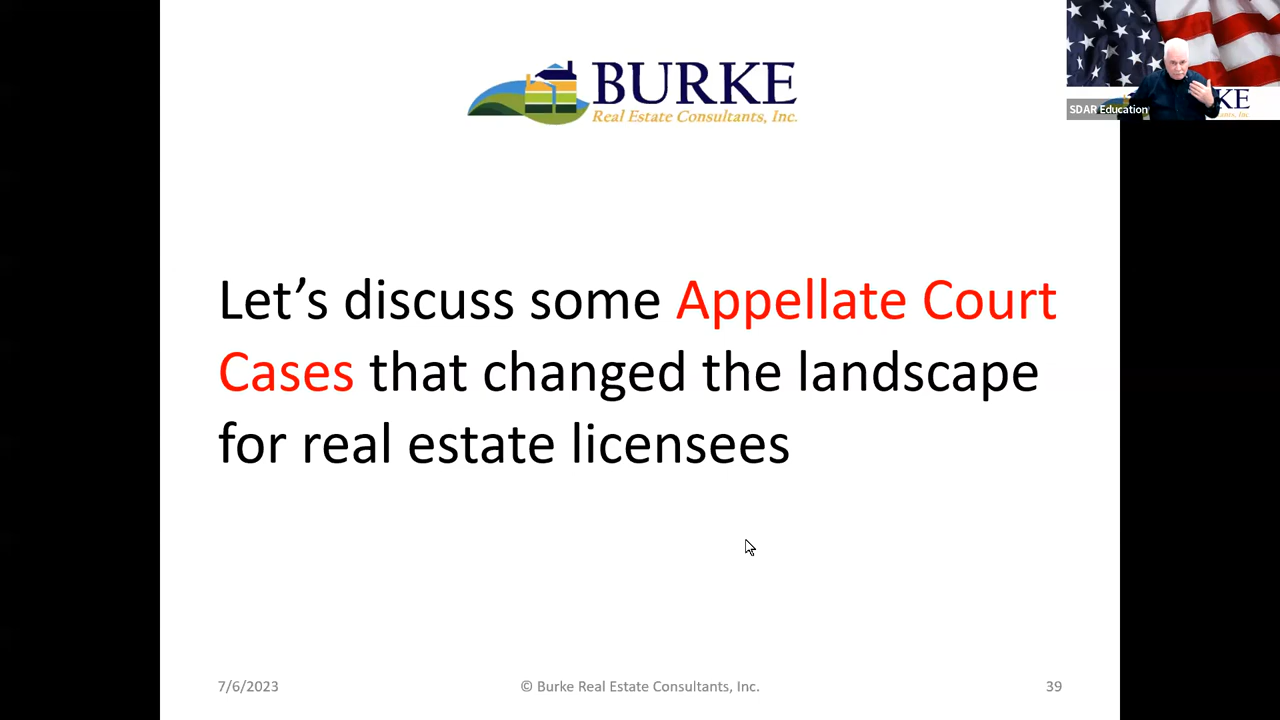 BURKE
Real Estate Consultants, Inc.
SDAR Education
KE
Let’s discuss some Appellate Court
Cases that changed the landscape
for real estate licensees
7/6/2023
© Burke Real Estate Consultants, Inc.
39